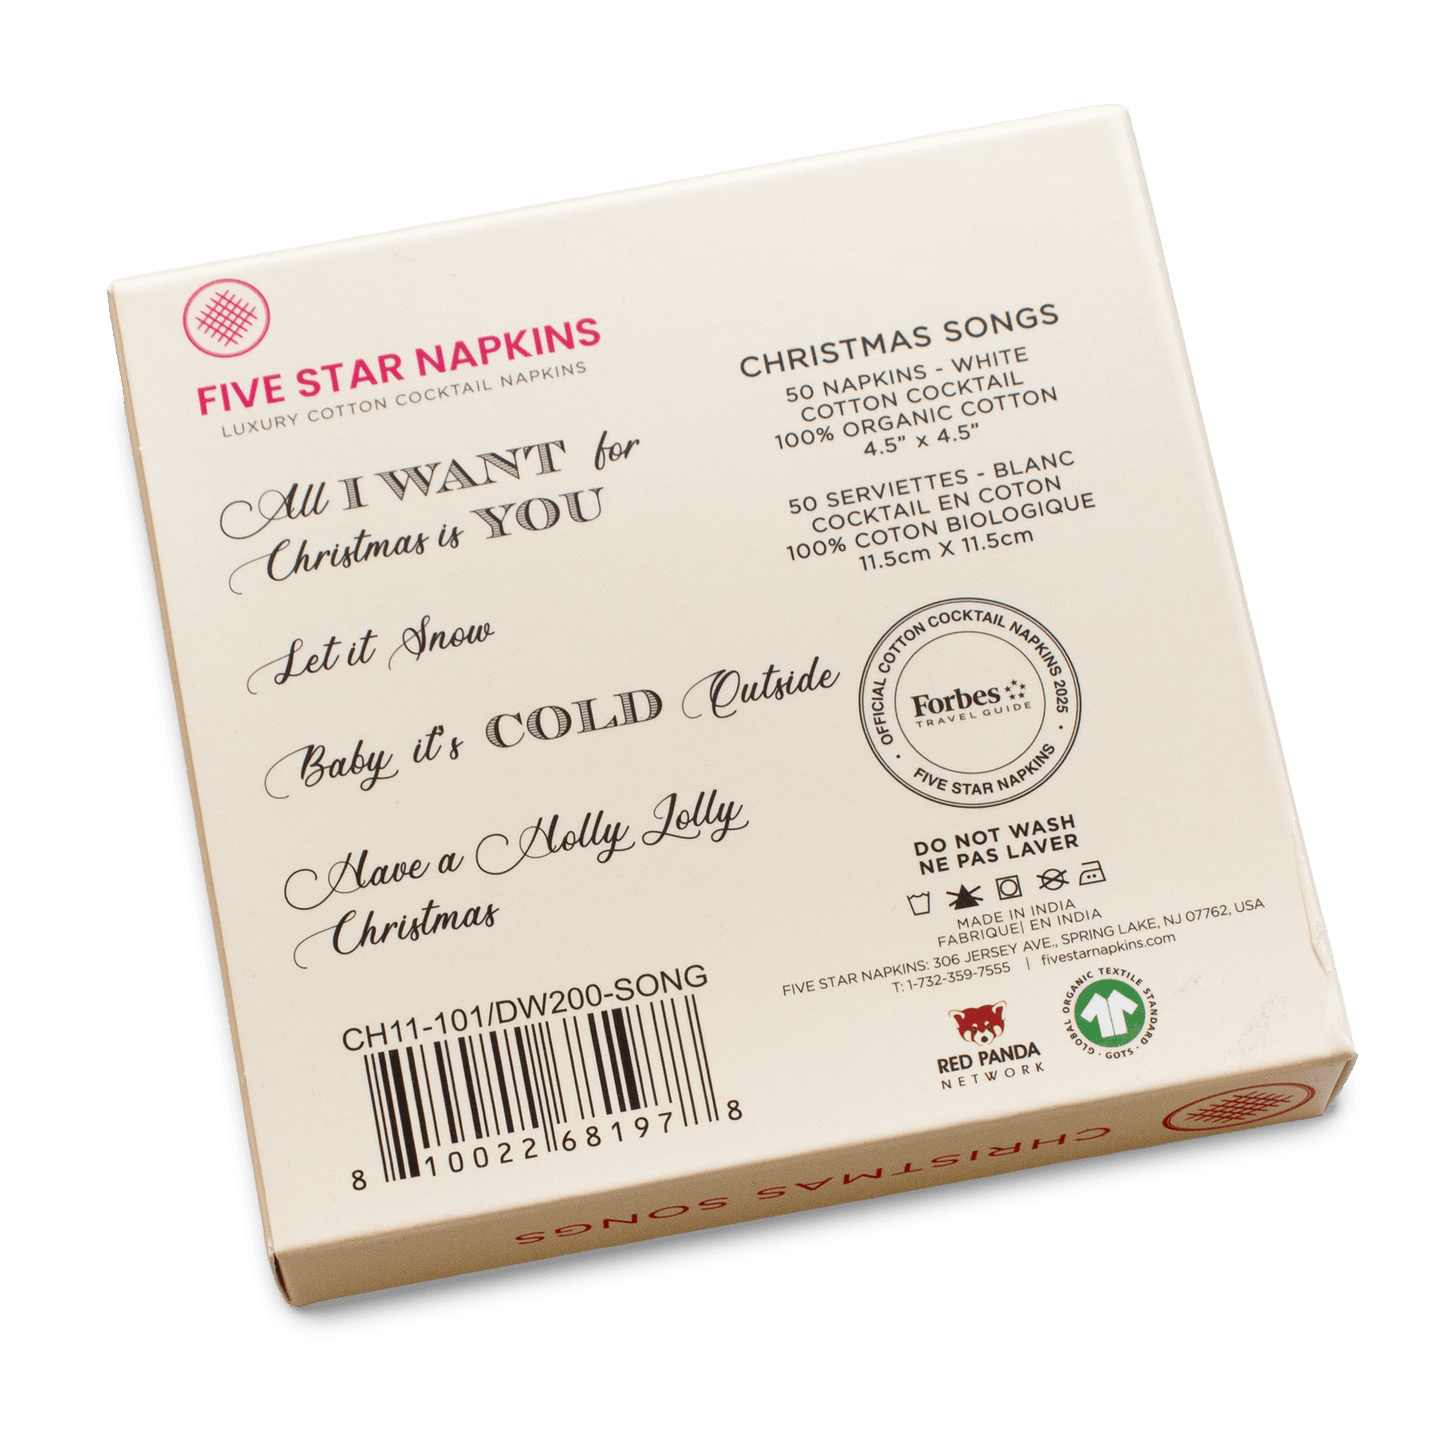 FIVE STAR NAPKINS
LUXURY COTTON COCKTAIL NAPKINS
All I WANT for
Christmas is YOU
Let it Snow
Baby it's COLD Outside
Have a Holly Jolly
Christmas
CH11-101/DW200-SONG
8 10022 68197 8
CHRISTMAS SONGS
50 NAPKINS - WHITE
COTTON COCKTAIL
100% ORGANIC COTTON
4.5” x 4.5”
50 SERVIETTES - BLANC
COCKTAIL EN COTON
100% COTON BIOLOGIQUE
11.5cm X 11.5cm
OFFICIAL COTTON COCKTAIL NAPKINS 2025
Forbes
TRAVEL GUIDE
• FIVE STAR NAPKINS •
DO NOT WASH
NE PAS LAVER
MADE IN INDIA
FABRIQUE| EN INDIA
FIVE STAR NAPKINS: 306 JERSEY AVE., SPRING LAKE, NJ 07762, USA
T: 1-732-359-7555 | fivestarnapkins.com
RED PANDA
NETWORK
GLOBAL ORGANIC TEXTILE STANDARD
· GOTS ·
CHRISTMAS SONGS